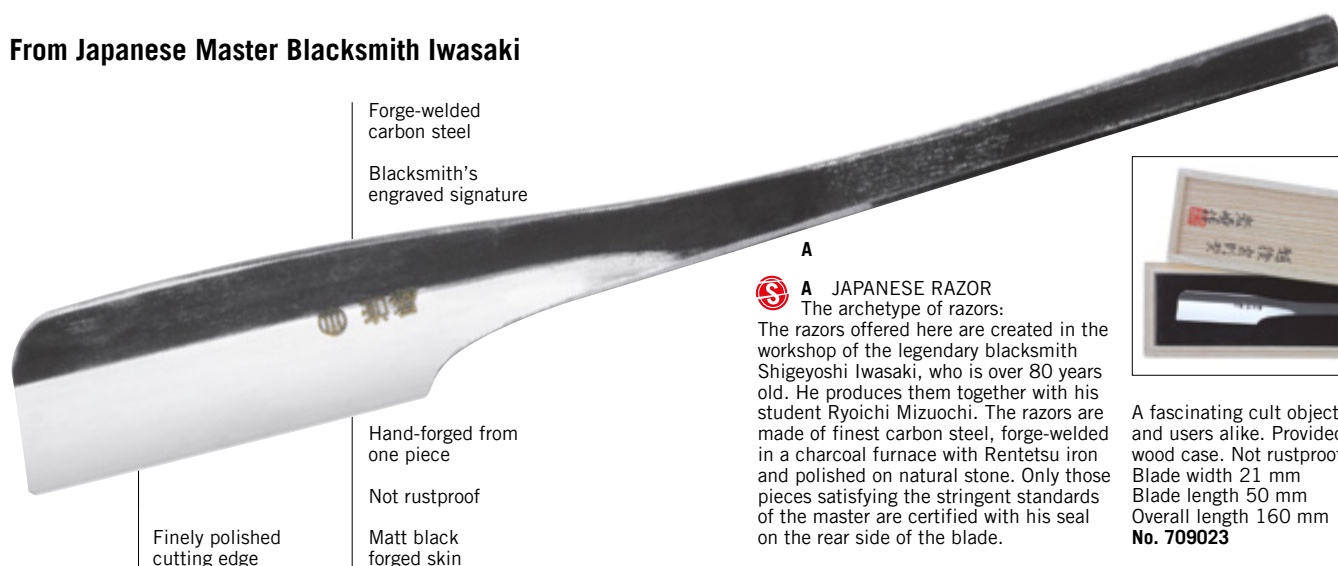 From Japanese Master Blacksmith Iwasaki
Forge-welded
carbon steel
Blacksmith's
engraved signature
Hand-forged from
one piece
Not rustproof
Matt black
forged skin
Finely polished
cutting edge
A
A JAPANESE RAZOR
The archetype of razors:
The razors offered here are created in the
workshop of the legendary blacksmith
Shigeyoshi Iwasaki, who is over 80 years
old. He produces them together with his
student Ryoichi Mizuochi. The razors are
made of finest carbon steel, forge-welded
in a charcoal furnace with Rentetsu iron
and polished on natural stone. Only those
pieces satisfying the stringent standards
of the master are certified with his seal
on the rear side of the blade.
A fascinating cult object
and users alike. Provided
wood case. Not rustproof
Blade width 21 mm
Blade length 50 mm
Overall length 160 mm
No. 709023